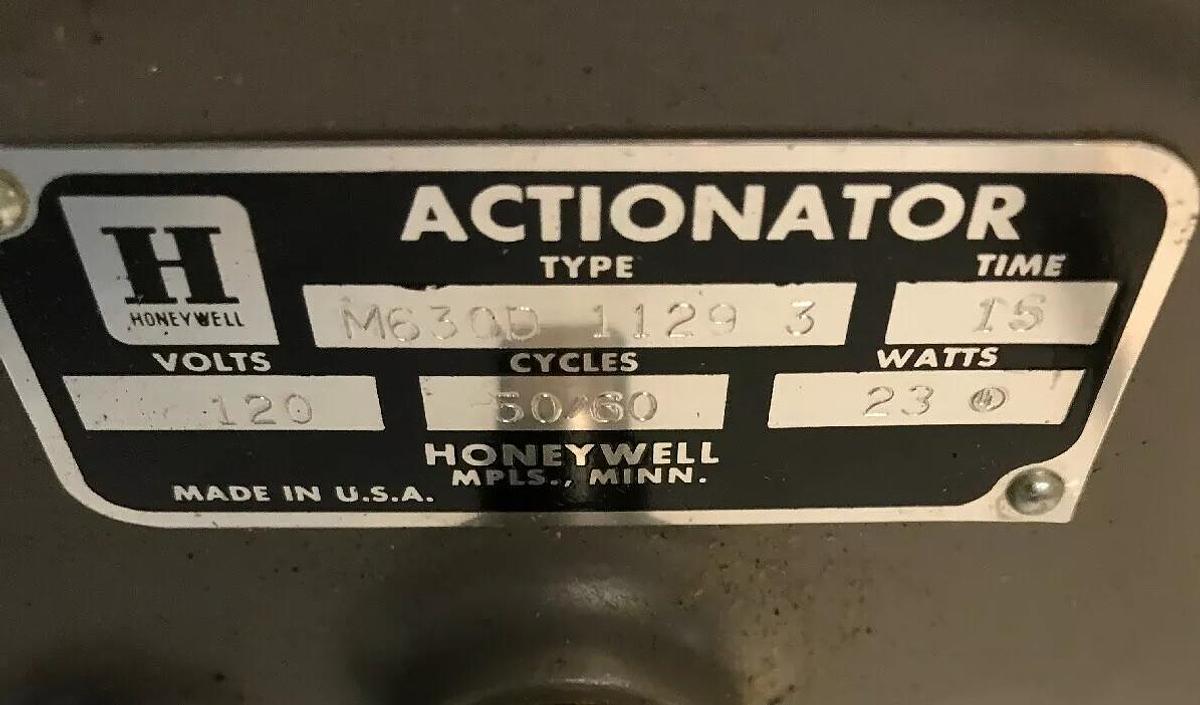 ACTIONATOR
H
HONEYWELL
TYPE TIME
M630D 1129 3 15
VOLTS CYCLES WATTS
120 50/60 23
HONEYWELL
MPLS., MINN.
MADE IN U.S.A.